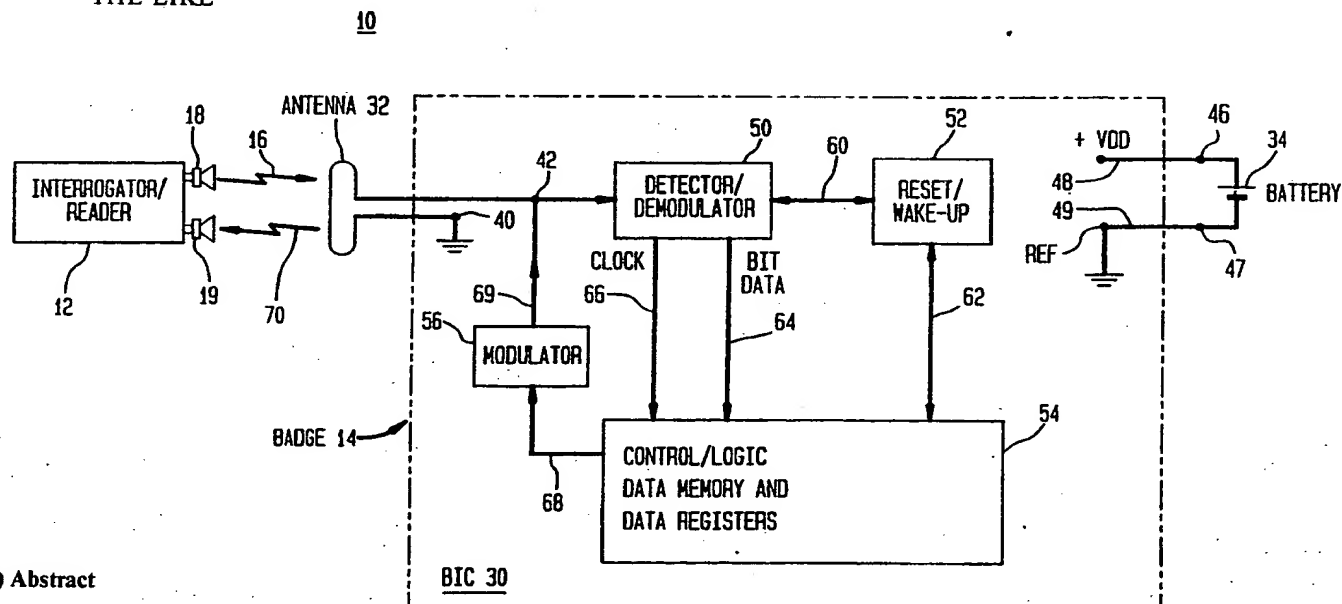 THE LIKE
10
ANTENNA 32
18
16
50
52
+ VDD
46
34
INTERROGATOR/
READER
42
DETECTOR/
DEMODULATOR
60
RESET/
WAKE-UP
48
BATTERY
40
49
REF
47
12
19
70
CLOCK
BIT
DATA
69
66
64
62
56
MODULATOR
54
BADGE 14
68
CONTROL/LOGIC
DATA MEMORY AND
DATA REGISTERS
) Abstract
BIC 30